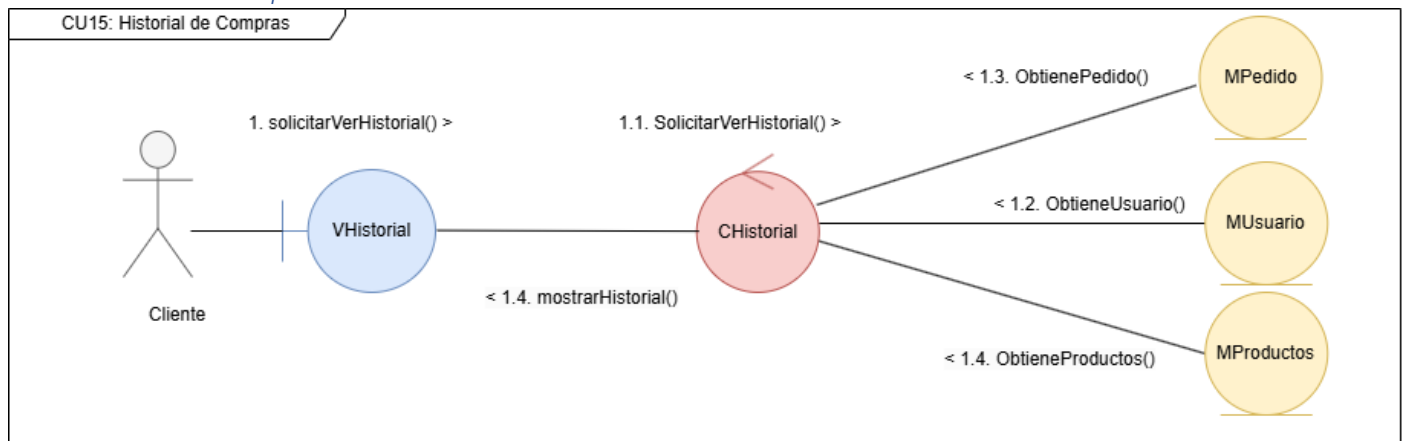 CU15: Historial de Compras
< 1.3. ObtienePedido()
MPedido
1. solicitarVerHistorial() >
1.1. SolicitarVerHistorial() >
< 1.2. ObtieneUsuario()
MUsuario
VHistorial
CHistorial
< 1.4. mostrarHistorial()
Cliente
< 1.4. ObtieneProductos()
MProductos